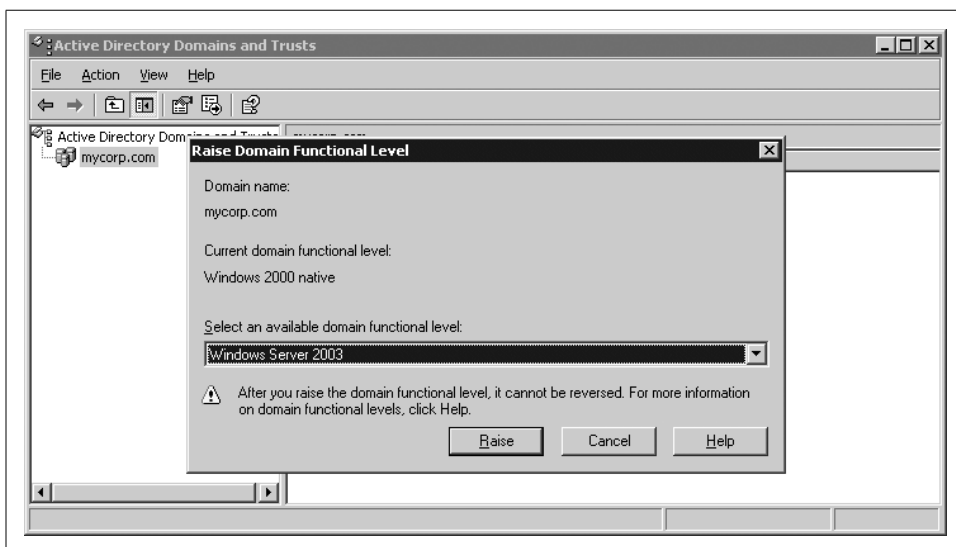 Active Directory Domains and Trusts
File Action View Help
Active Directory Domains and Trusts
mycorp.com
mycorp.com
Raise Domain Functional Level
Domain name:
mycorp.com
Current domain functional level:
Windows 2000 native
Select an available domain functional level:
Windows Server 2003
After you raise the domain functional level, it cannot be reversed. For more information
on domain functional levels, click Help.
Raise Cancel Help